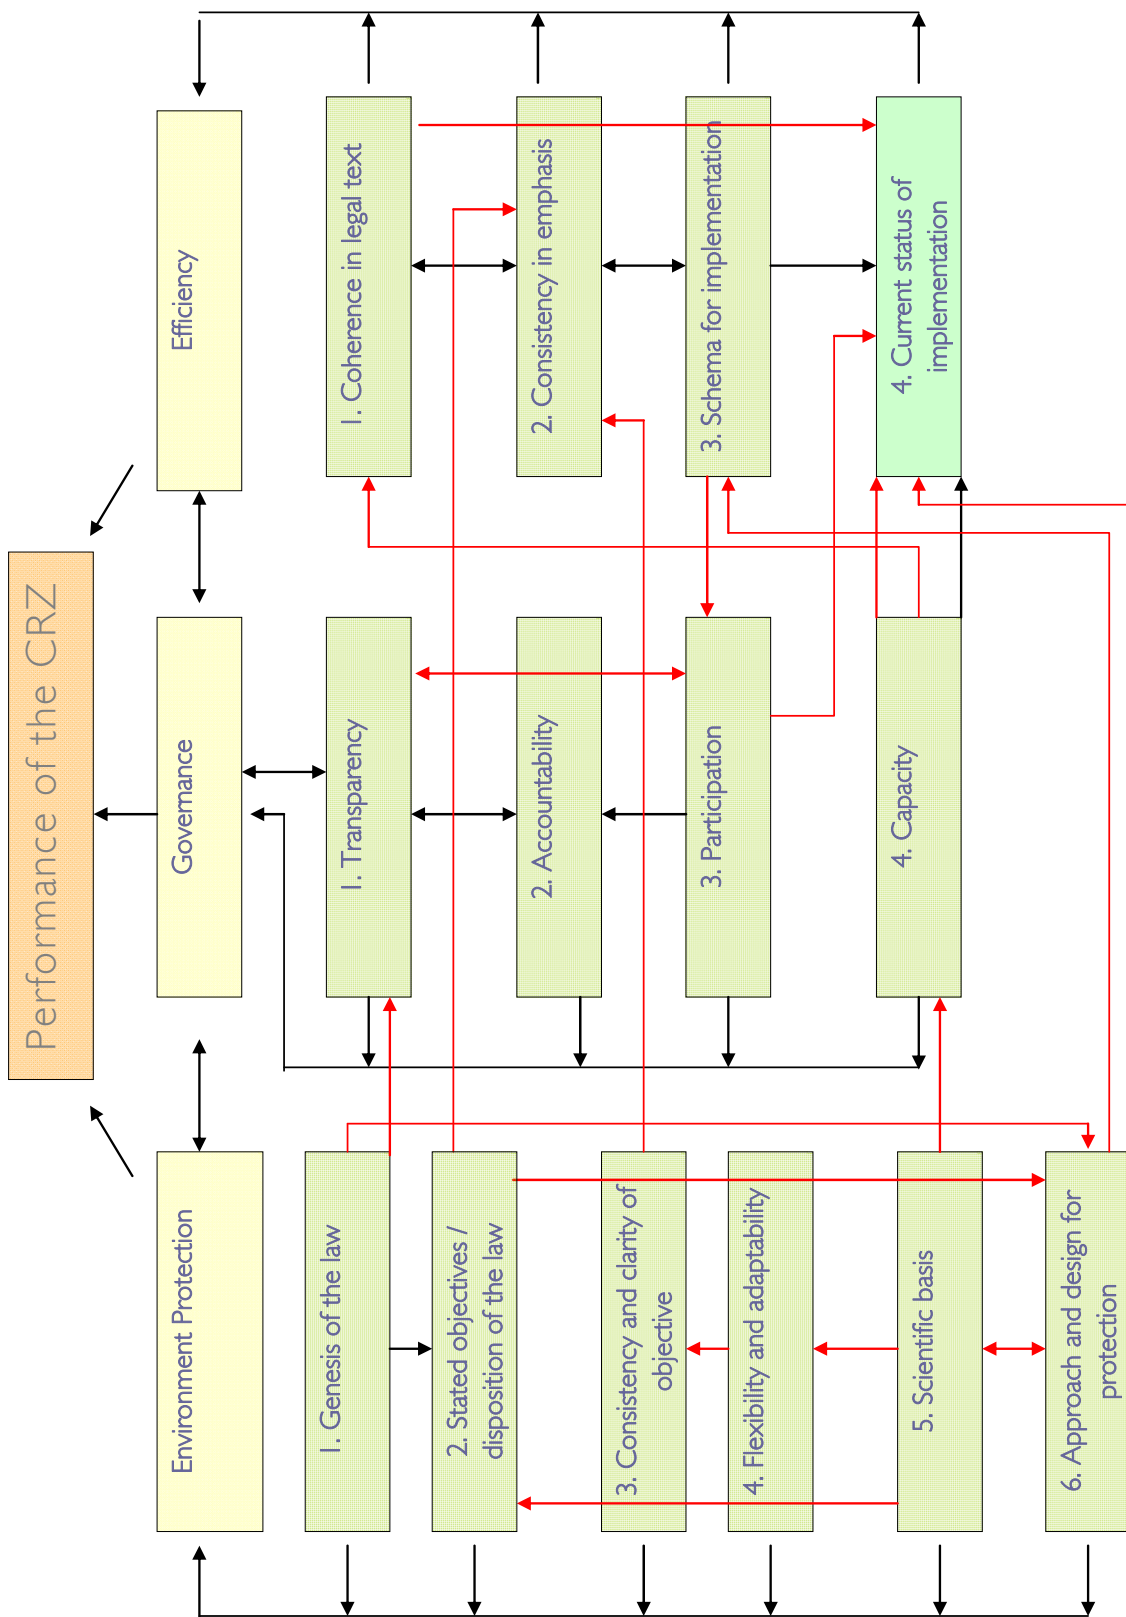 Performance of the CRZ
Environment Protection
Governance
Efficiency
1. Genesis of the law
2. Stated objectives /
disposition of the law
3. Consistency and clarity of
objective
4. Flexibility and adaptability
5. Scientific basis
6. Approach and design for
protection
1. Transparency
2. Accountability
3. Participation
4. Capacity
1. Coherence in legal text
2. Consistency in emphasis
3. Schema for implementation
4. Current status of
implementation